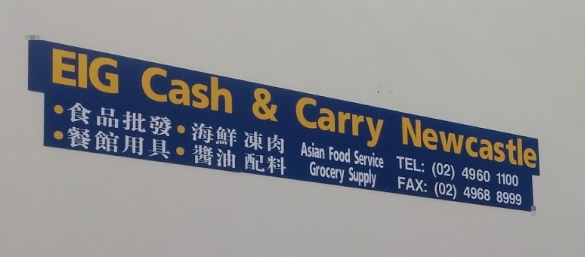 EIG Cash & Carry Newcastle
•食品批發•海鮮 凍肉
•餐館用具•醬油 配料
Asian Food Service
Grocery Supply
TEL: (02) 4960 1100
FAX: (02) 4968 8999